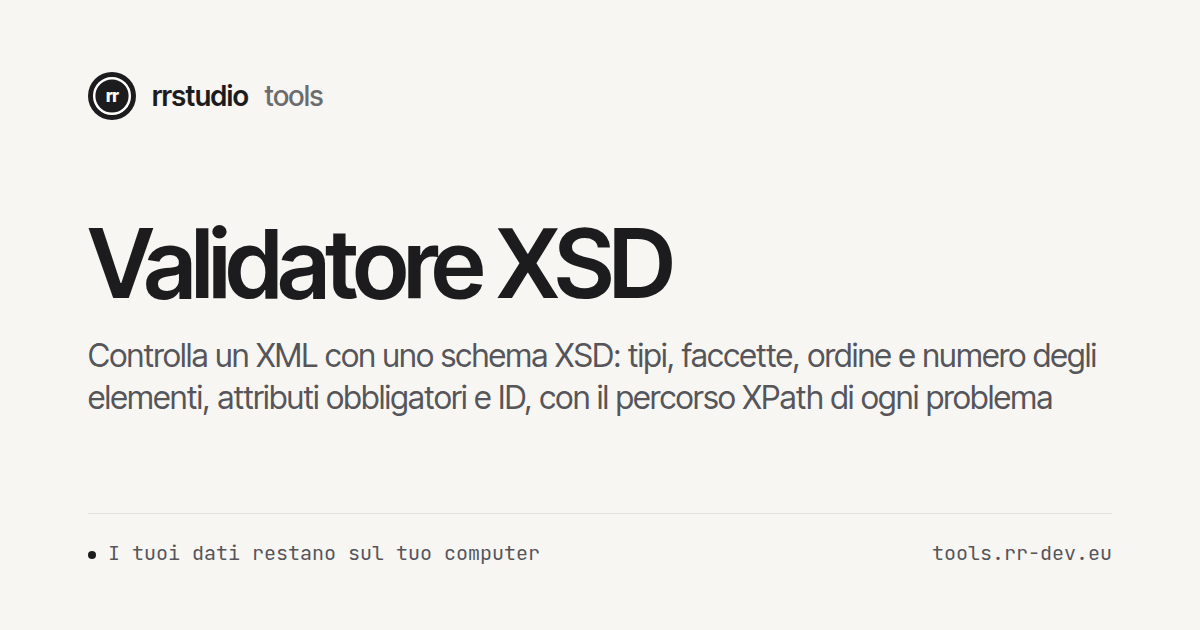 rr rrstudio tools
Validatore XSD
Controlla un XML con uno schema XSD: tipi, faccette, ordine e numero degli
elementi, attributi obbligatori e ID, con il percorso XPath di ogni problema
I tuoi dati restano sul tuo computer
tools.rr-dev.eu